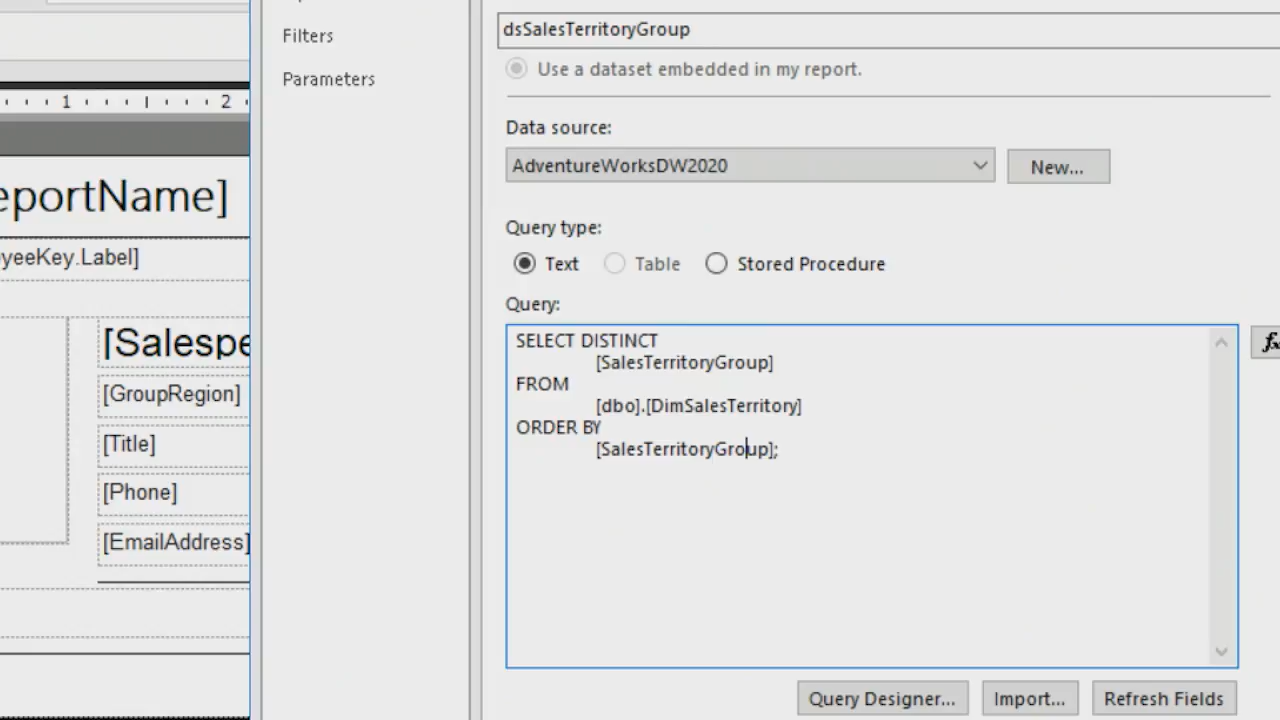 Filters
Parameters
1
2
eportName]
yeeKey.Label]
[Salespe
[GroupRegion]
[Title]
[Phone]
[EmailAddress]
dsSalesTerritoryGroup
Use a dataset embedded in my report.
Data source:
AdventureWorksDW2020
New...
Query type:
Text
Table
Stored Procedure
Query:
SELECT DISTINCT
[SalesTerritoryGroup]
FROM
[dbo].[DimSalesTerritory]
ORDER BY
[SalesTerritoryGroup];
fx
Query Designer...
Import...
Refresh Fields